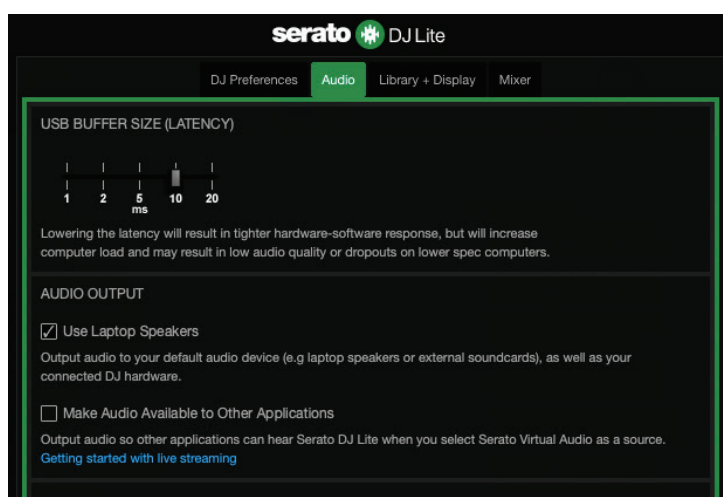 serato DJ Lite
DJ Preferences Audio Library + Display Mixer
USB BUFFER SIZE (LATENCY)
1 2 5 10 20
ms
Lowering the latency will result in tighter hardware-software response, but will increase
computer load and may result in low audio quality or dropouts on lower spec computers.
AUDIO OUTPUT
Use Laptop Speakers
Output audio to your default audio device (e.g laptop speakers or external soundcards), as well as your
connected DJ hardware.
Make Audio Available to Other Applications
Output audio so other applications can hear Serato DJ Lite when you select Serato Virtual Audio as a source.
Getting started with live streaming